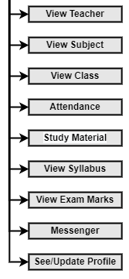 View Teacher
View Subject
View Class
Attendance
Study Material
View Syllabus
View Exam Marks
Messenger
See/Update Profile